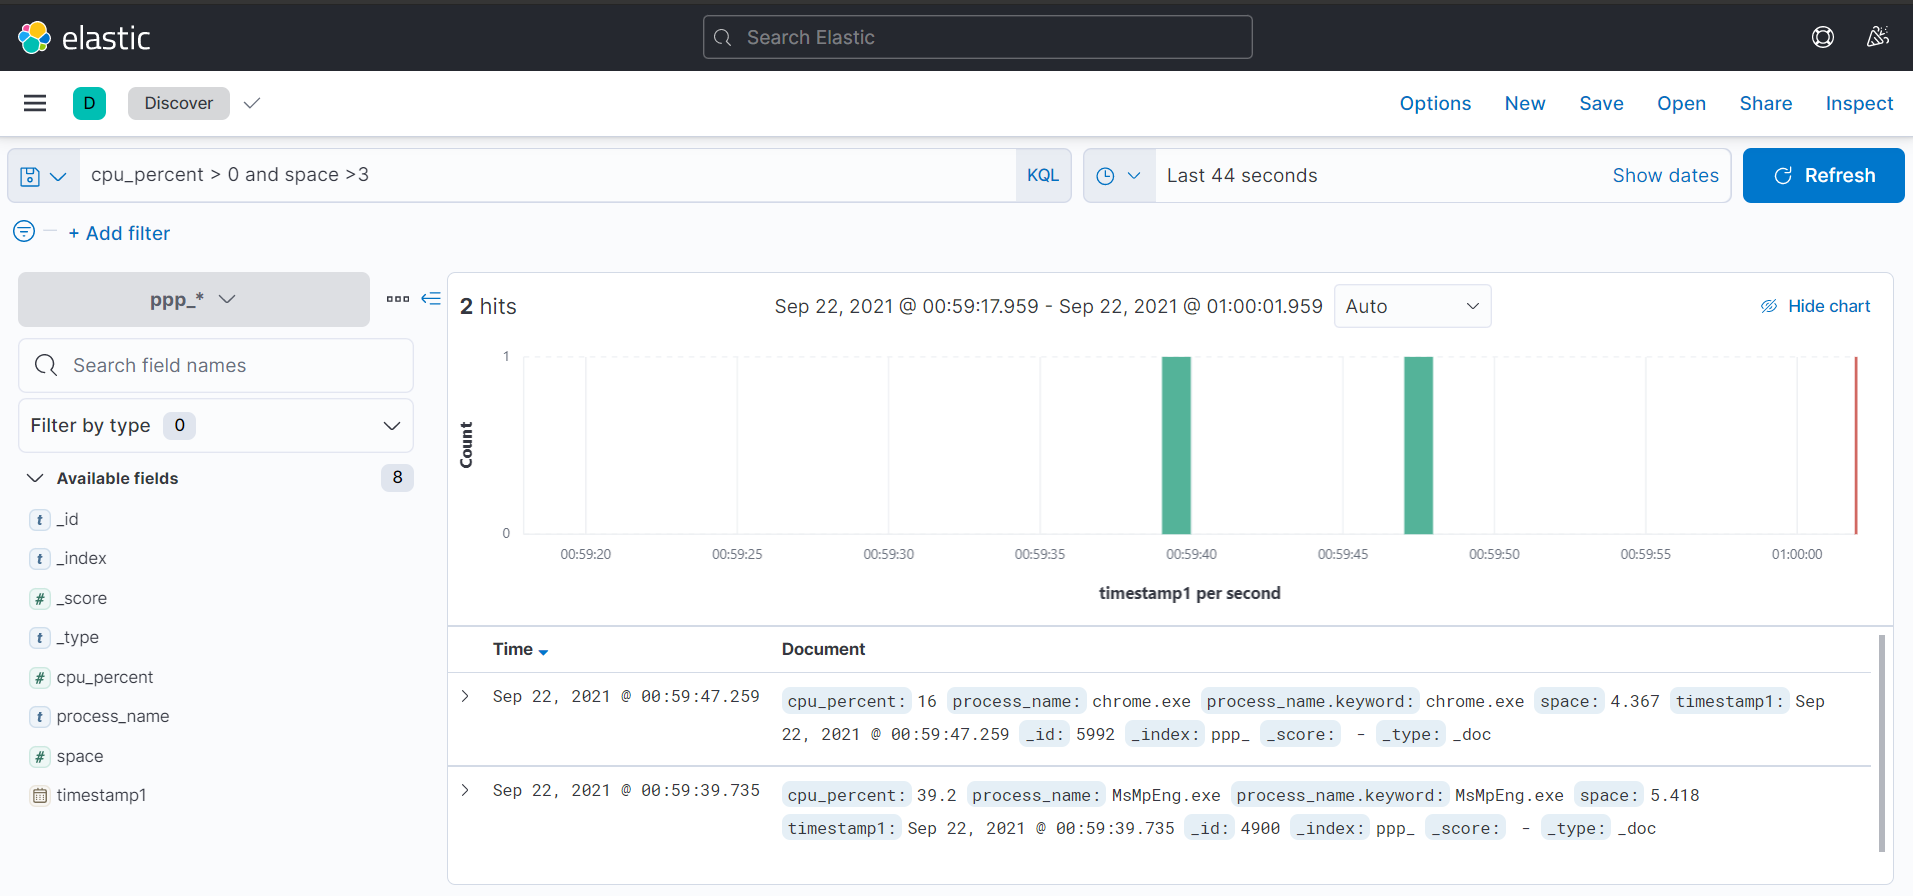 elastic
Search Elastic
D
Discover
Options New Save Open Share Inspect
cpu_percent > 0 and space >3
KQL
Last 44 seconds
Show dates
Refresh
+ Add filter
ppp_*
Search field names
Filter by type 0
Available fields 8
t _id
t _index
# _score
t _type
# cpu_percent
t process_name
# space
timestamp1
2 hits
Sep 22, 2021 @ 00:59:17.959 - Sep 22, 2021 @ 01:00:01.959
Auto
Hide chart
1
0
Count
00:59:20 00:59:25 00:59:30 00:59:35 00:59:40 00:59:45 00:59:50 00:59:55 01:00:00
timestamp1 per second
Time Document
Sep 22, 2021 @ 00:59:47.259
cpu_percent: 16 process_name: chrome.exe process_name.keyword: chrome.exe space: 4.367 timestamp1: Sep
22, 2021 @ 00:59:47.259 _id: 5992 _index: ppp_ _score: - _type: _doc
Sep 22, 2021 @ 00:59:39.735
cpu_percent: 39.2 process_name: MsMpEng.exe process_name.keyword: MsMpEng.exe space: 5.418
timestamp1: Sep 22, 2021 @ 00:59:39.735 _id: 4900 _index: ppp_ _score: - _type: _doc